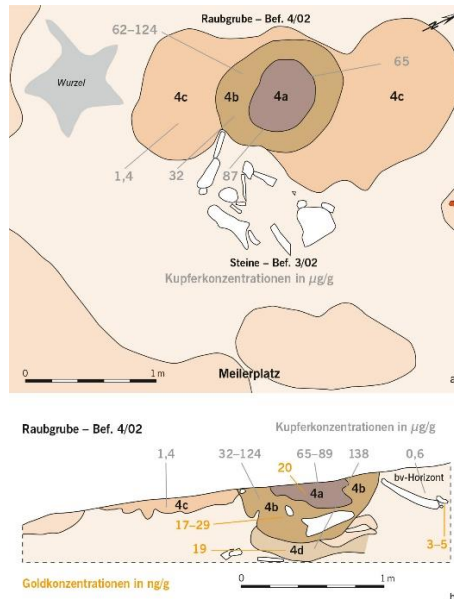 Raubgrube – Bef. 4/02
62–124
65
Wurzel
4c
4b
4a
4c
1,4
32
87
Steine – Bef. 3/02
Kupferkonzentrationen in µg/g
0
1 m
Meilerplatz
a
Raubgrube – Bef. 4/02
Kupferkonzentrationen in µg/g
1,4
32–124
65–89
138
0,6
20
bv-Horizont
4c
4a
4b
4b
17–29
3–5
19
4d
Goldkonzentrationen in ng/g
0
1 m
b